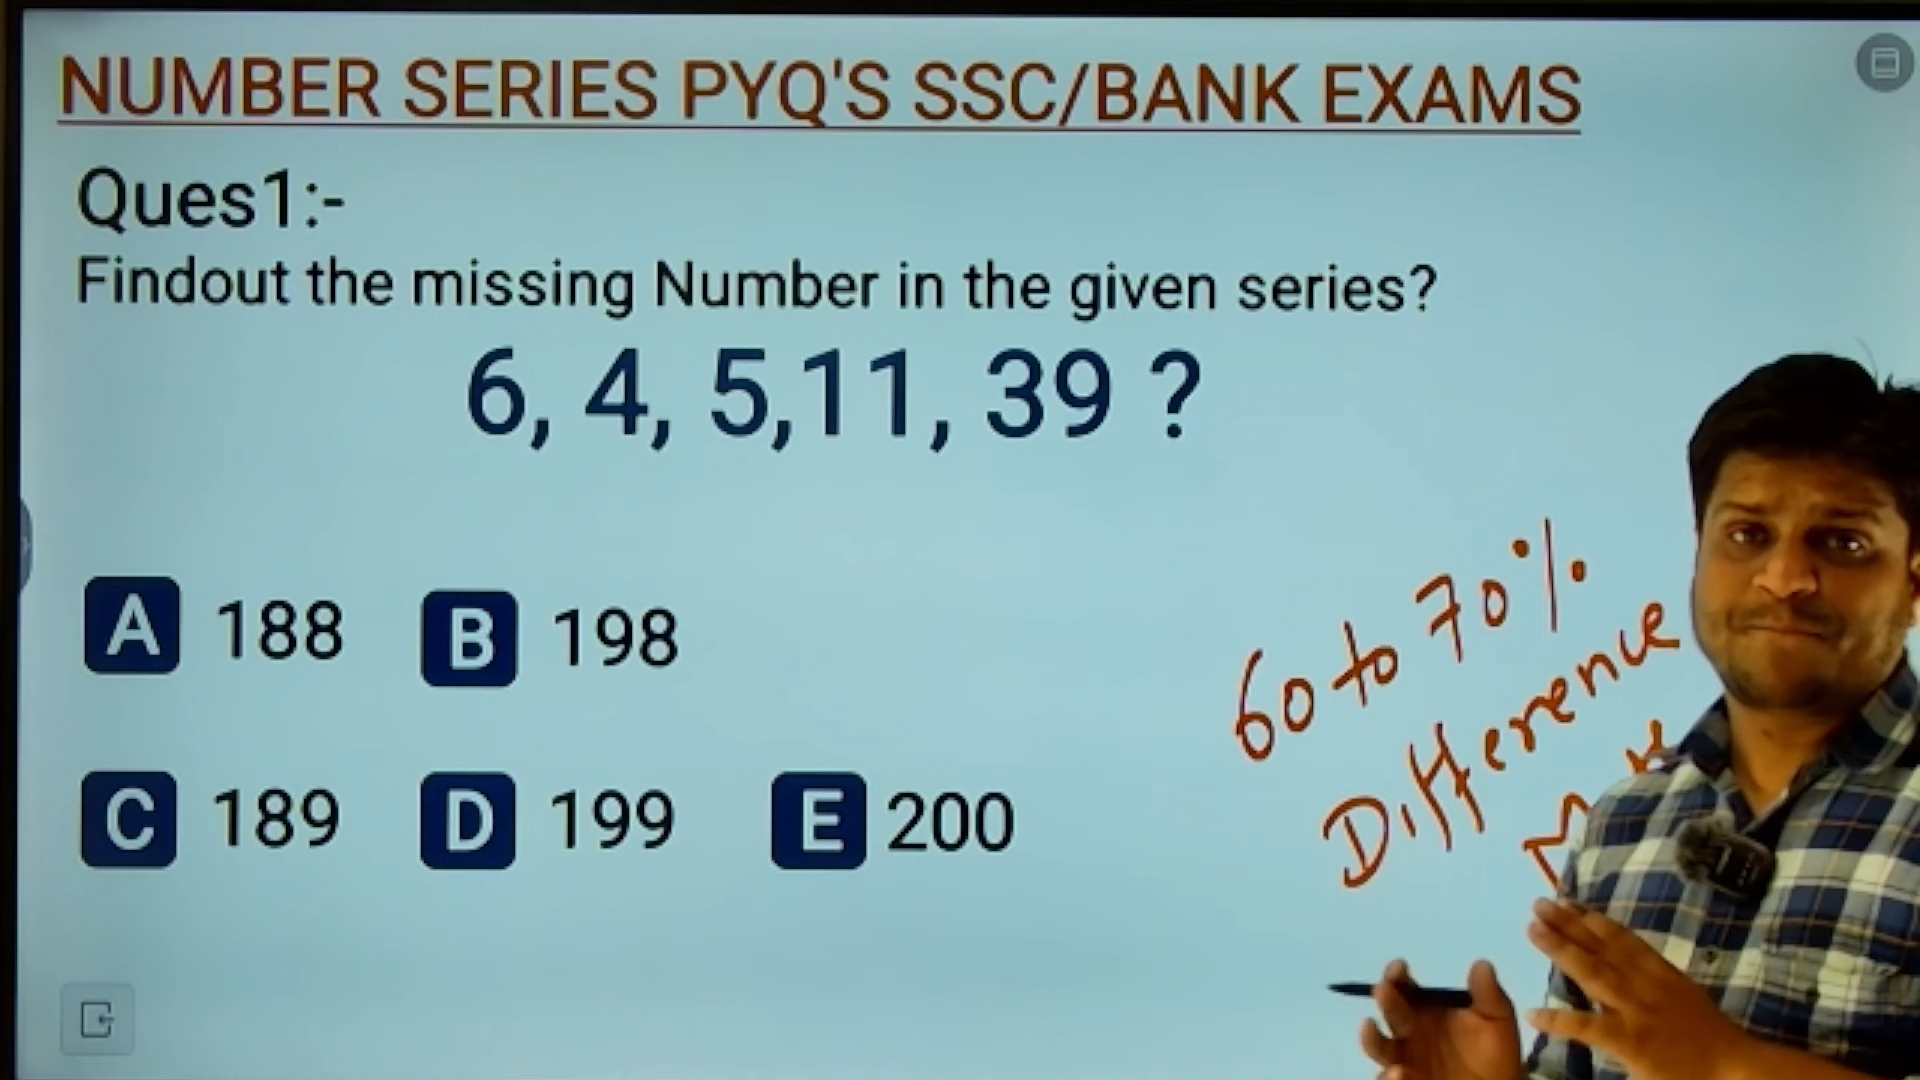 NUMBER SERIES PYQ'S SSC/BANK EXAMS
Ques1:-
Findout the missing Number in the given series?
6, 4, 5,11, 39 ?
A 188 B 198
C 189 D 199 E 200
60 to 70%
Difference